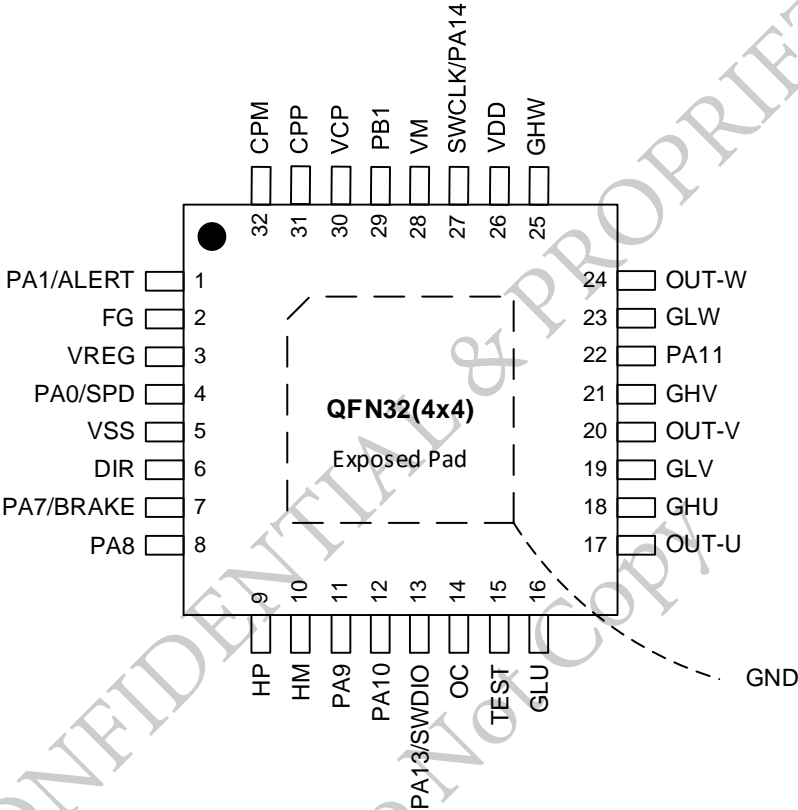 CPM
CPP
VCP
PB1
VM
SWCLK/PA14
VDD
GHW
32
31
30
29
28
27
26
25
PA1/ALERT 1
FG 2
VREG 3
PA0/SPD 4
VSS 5
DIR 6
PA7/BRAKE 7
PA8 8
24 OUT-W
23 GLW
22 PA11
21 GHV
20 OUT-V
19 GLV
18 GHU
17 OUT-U
QFN32(4x4)
Exposed Pad
9
10
11
12
13
14
15
16
HP
HM
PA9
PA10
PA13/SWDIO
OC
TEST
GLU
GND
& PROPRIET
ONFIDENTIAL
Not Copy